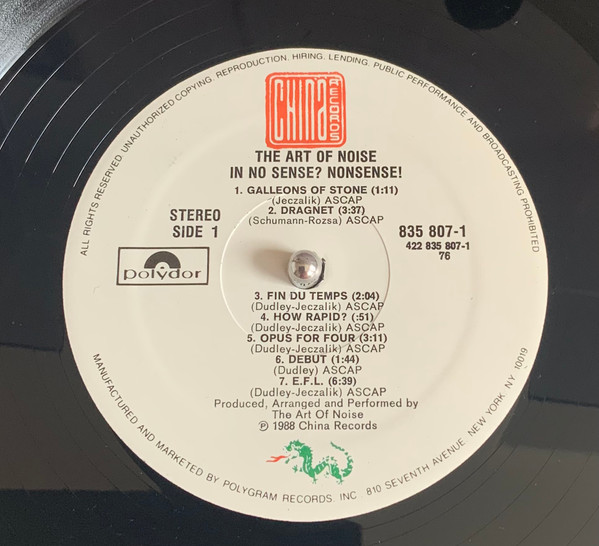 ALL RIGHTS RESERVED. UNAUTHORIZED COPYING, REPRODUCTION, HIRING, LENDING, PUBLIC PERFORMANCE AND BROADCASTING PROHIBITED
CHINA
RECORDS
THE ART OF NOISE
IN NO SENSE? NONSENSE!
1. GALLEONS OF STONE (1:11)
(Jeczalik) ASCAP
2. DRAGNET (3:37)
(Schumann-Rozsa) ASCAP
STEREO
SIDE 1
835 807-1
422 835 807-1
76
polydor
3. FIN DU TEMPS (2:04)
(Dudley-Jeczalik) ASCAP
4. HOW RAPID? (:51)
(Dudley-Jeczalik) ASCAP
5. OPUS FOR FOUR (3:11)
(Dudley-Jeczalik) ASCAP
6. DEBUT (1:44)
(Dudley) ASCAP
7. E.F.L. (6:39)
(Dudley-Jeczalik) ASCAP
Produced, Arranged and Performed by
The Art Of Noise
℗ 1988 China Records
MANUFACTURED AND MARKETED BY POLYGRAM RECORDS, INC. 810 SEVENTH AVENUE, NEW YORK, N.Y. 10019